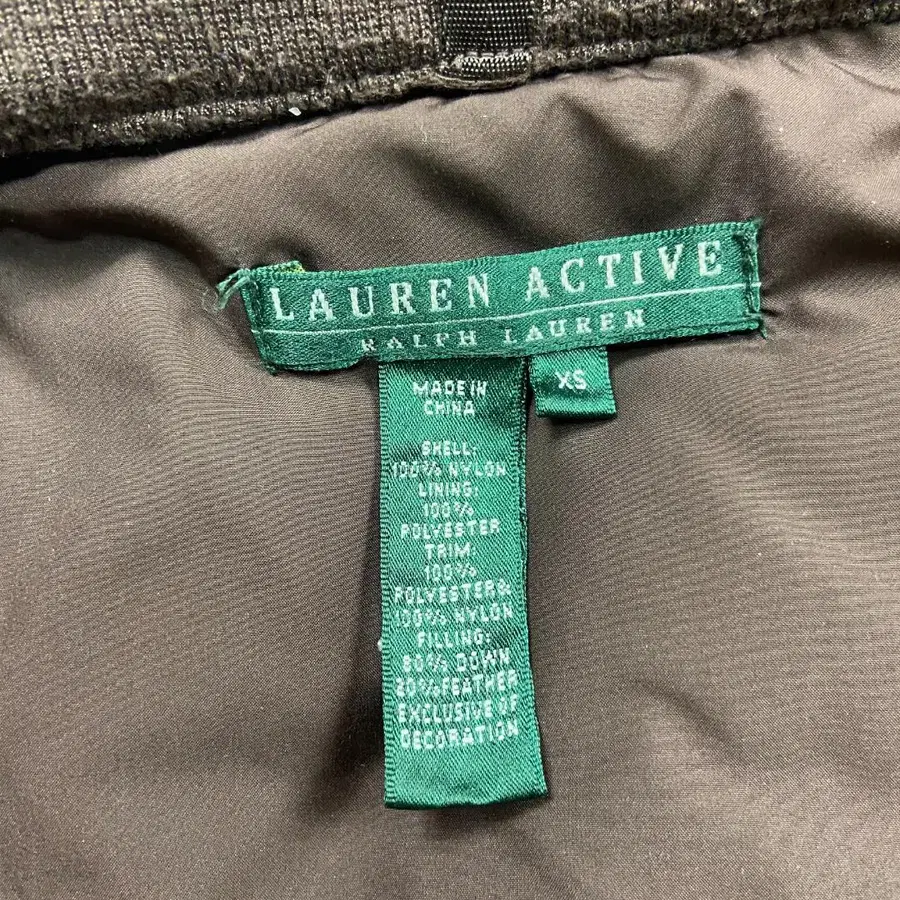 LAUREN ACTIVE
RALPH LAUREN
XS
MADE IN
CHINA
SHELL:
100% NYLON
LINING:
100%
POLYESTER
TRIM:
100%
POLYESTER&
100% NYLON
FILLING:
80% DOWN
20% FEATHER
EXCLUSIVE OF
DECORATION